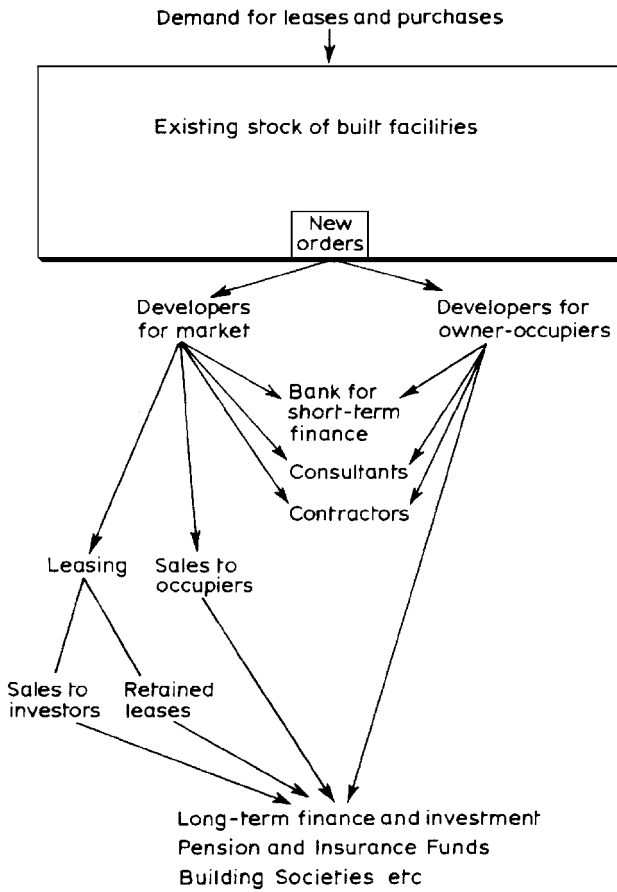 Demand for leases and purchases
Existing stock of built facilities
New
orders
Developers
for market
Developers for
owner-occupiers
Bank for
short-term
finance
Consultants
Contractors
Leasing
Sales to
occupiers
Sales to
investors
Retained
leases
Long-term finance and investment
Pension and Insurance Funds
Building Societies etc